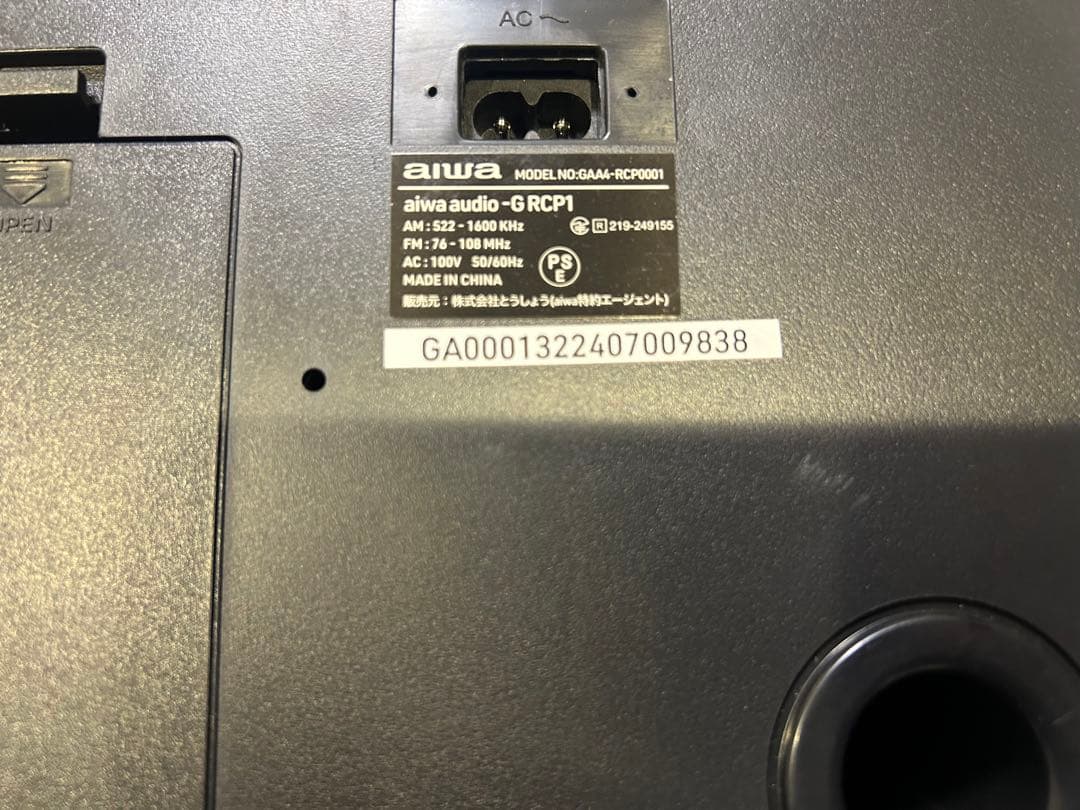 AC ~
aiwa MODEL NO:GAA4-RCP0001
aiwa audio -G RCP1
AM : 522 - 1600 KHz
R 219-249155
FM : 76 - 108 MHz
AC : 100V 50/60Hz
PS
E
MADE IN CHINA
販売元 : 株式会社とうしょう(aiwa特約エージェント)
GA0001322407009838
OPEN